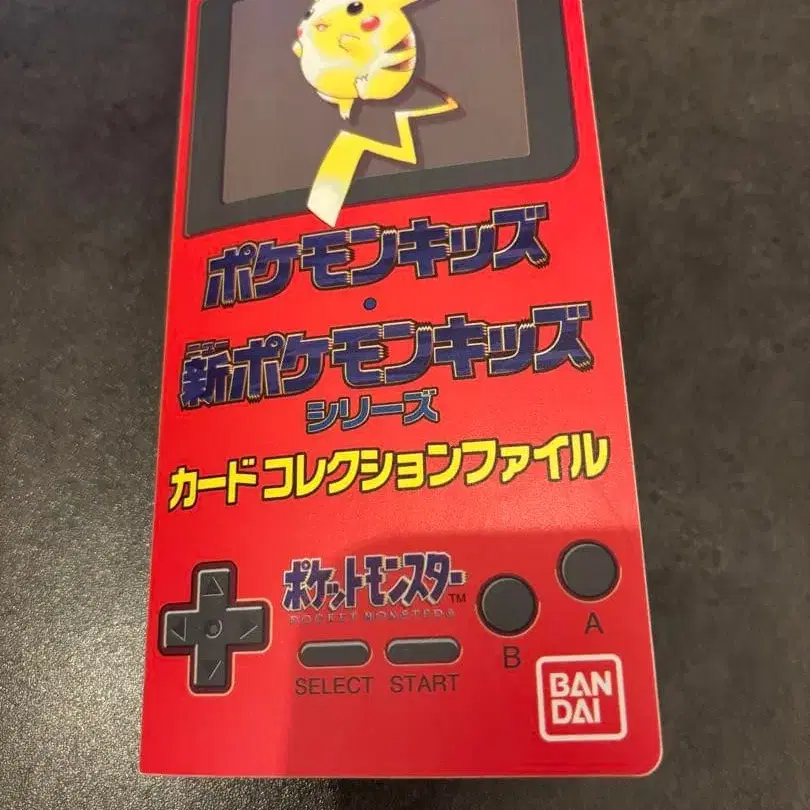 ポケモンキッズ
・
ニュー
新ポケモンキッズ
シリーズ
カードコレクションファイル
ポケットモンスター™
POCKET MONSTERS
SELECT START
B
A
BAN
DAI